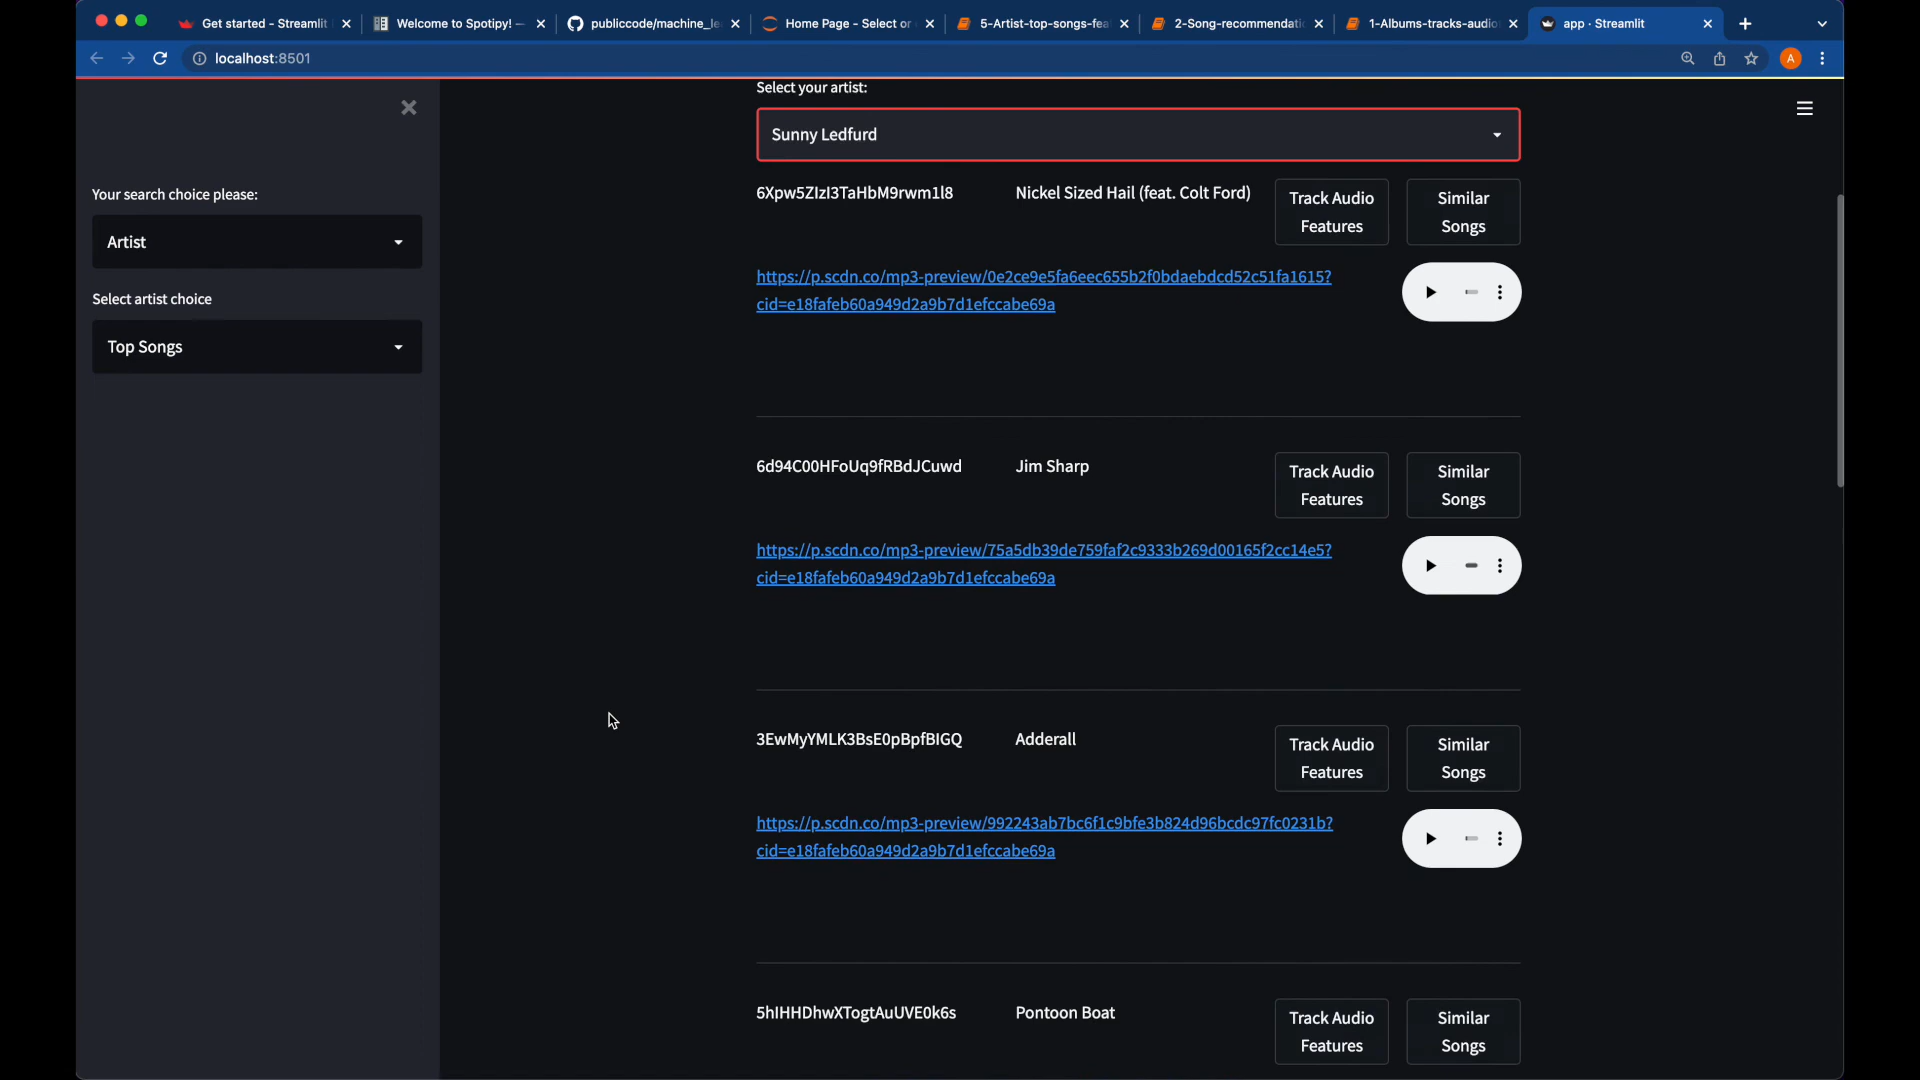 Get started - Streamlit
Welcome to Spotipy! —
publiccode/machine_le
Home Page - Select or
5-Artist-top-songs-fea
2-Song-recommendatio
1-Albums-tracks-audio
app · Streamlit
localhost:8501
A
Select your artist:
Sunny Ledfurd
Your search choice please:
Artist
Select artist choice
Top Songs
6Xpw5ZIzI3TaHbM9rwm1l8
Nickel Sized Hail (feat. Colt Ford)
Track Audio
Features
Similar
Songs
https://p.scdn.co/mp3-preview/0e2ce9e5fa6eec655b2f0bdaebdcd52c51fa1615?
cid=e18fafeb60a949d2a9b7d1efccabe69a
6d94C00HFoUq9fRBdJCuwd
Jim Sharp
Track Audio
Features
Similar
Songs
https://p.scdn.co/mp3-preview/75a5db39de759faf2c9333b269d00165f2cc14e5?
cid=e18fafeb60a949d2a9b7d1efccabe69a
3EwMyYMLK3BsE0pBpfBIGQ
Adderall
Track Audio
Features
Similar
Songs
https://p.scdn.co/mp3-preview/992243ab7bc6f1c9bfe3b824d96bcdc97fc0231b?
cid=e18fafeb60a949d2a9b7d1efccabe69a
5hIHHDhwXTogtAuUVE0k6s
Pontoon Boat
Track Audio
Features
Similar
Songs